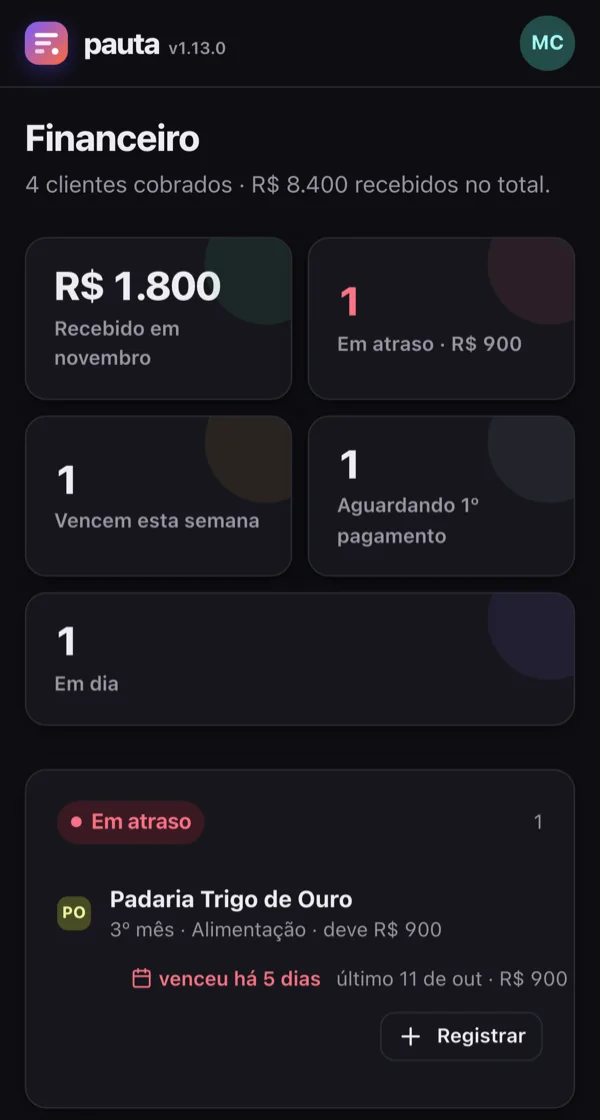 pauta v1.13.0
MC
Financeiro
4 clientes cobrados · R$ 8.400 recebidos no total.
R$ 1.800
Recebido em
novembro
1
Em atraso · R$ 900
1
Vencem esta semana
1
Aguardando 1º
pagamento
1
Em dia
Em atraso
1
PO
Padaria Trigo de Ouro
3º mês · Alimentação · deve R$ 900
venceu há 5 dias último 11 de out · R$ 900
Registrar